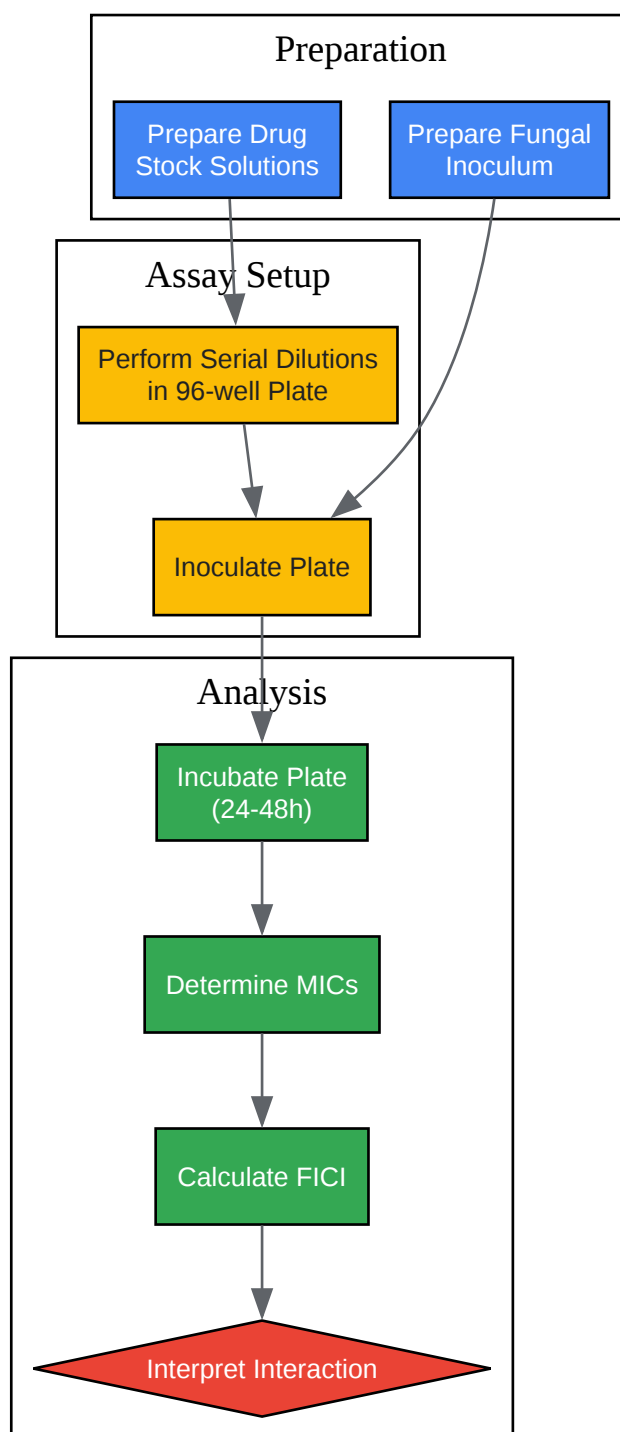 Preparation
Prepare Drug
Stock Solutions
Prepare Fungal
Inoculum
Assay Setup
Perform Serial Dilutions
in 96-well Plate
Inoculate Plate
Analysis
Incubate Plate
(24-48h)
Determine MICs
Calculate FICI
Interpret Interaction